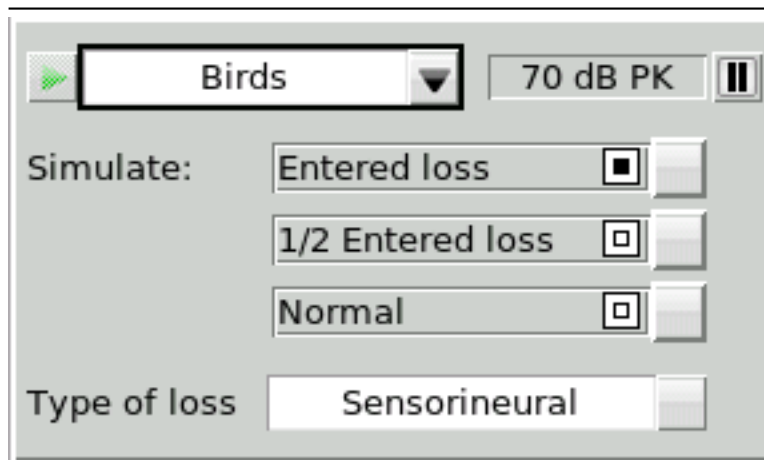 Birds 70 dB PK
Simulate: Entered loss
1/2 Entered loss
Normal
Type of loss Sensorineural